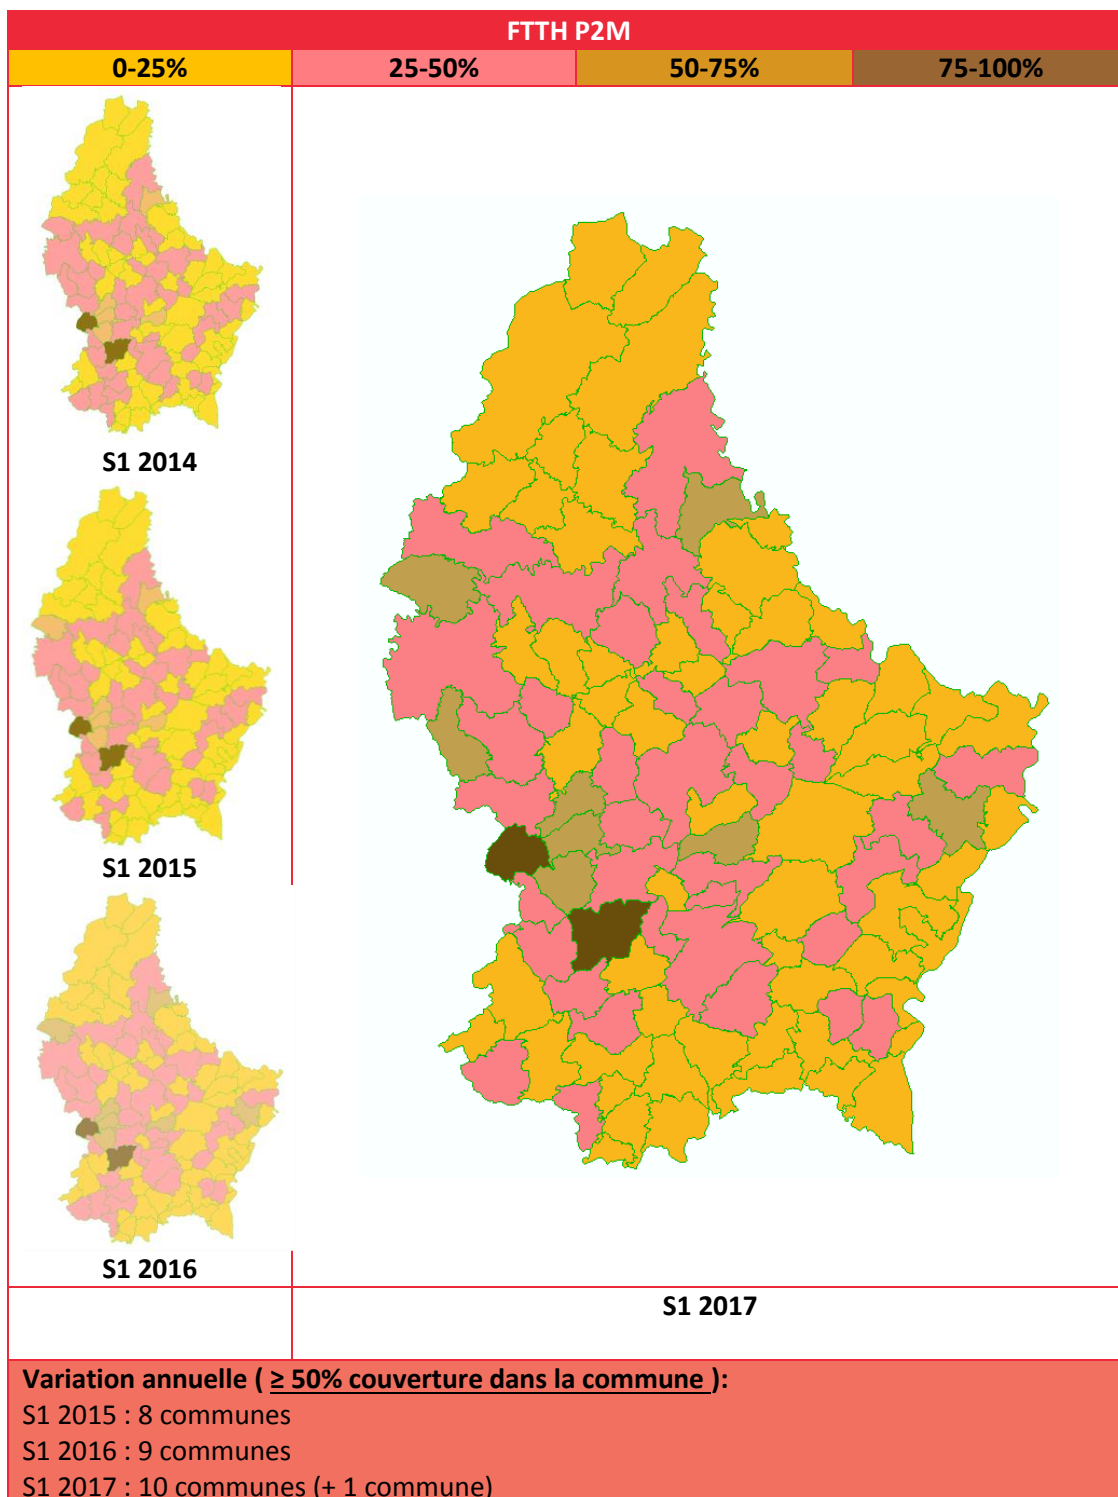 FTTH P2M
0-25% 25-50% 50-75% 75-100%
S1 2014
S1 2015
S1 2016
S1 2017
Variation annuelle ( ≥ 50% couverture dans la commune ):
S1 2015 : 8 communes
S1 2016 : 9 communes
S1 2017 : 10 communes (+ 1 commune)